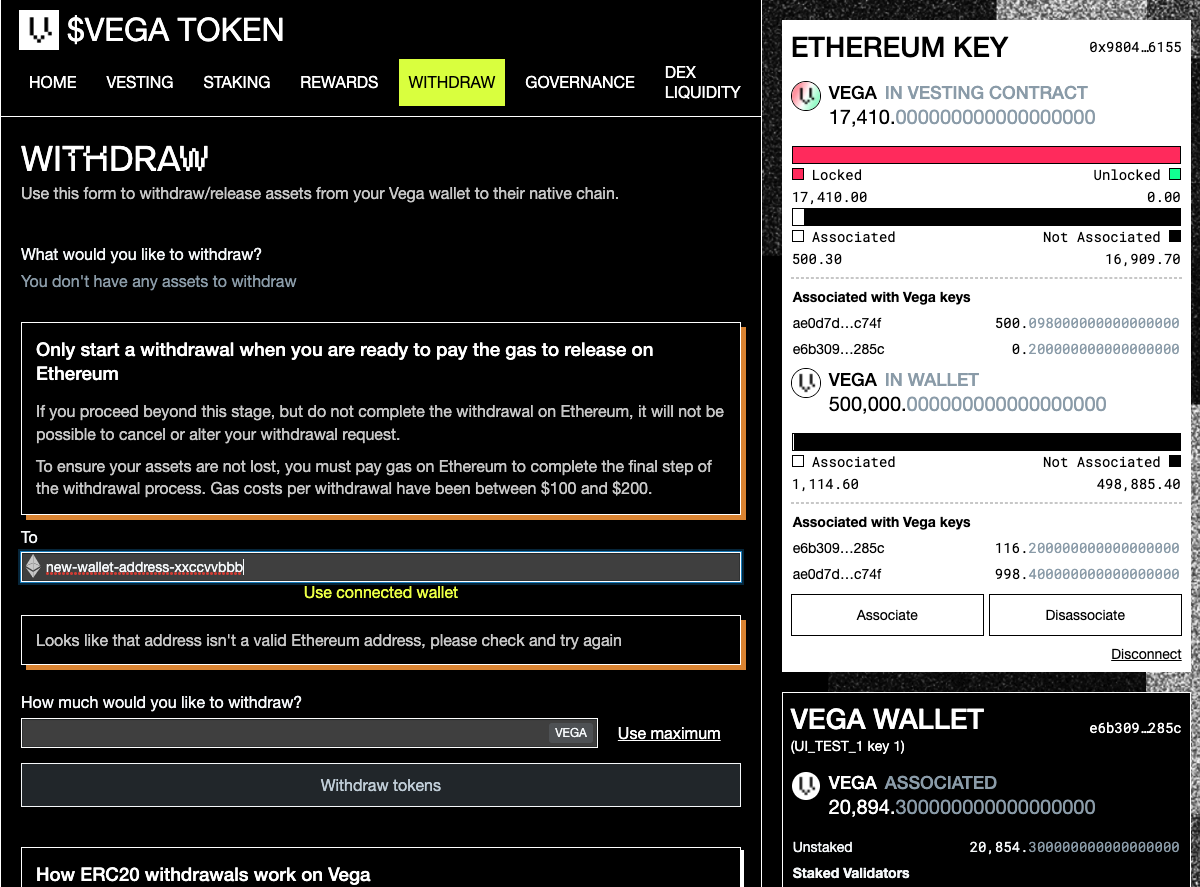 $VEGA TOKEN
HOME VESTING STAKING REWARDS WITHDRAW GOVERNANCE DEX LIQUIDITY
WITHDRAW
Use this form to withdraw/release assets from your Vega wallet to their native chain.
What would you like to withdraw?
You don't have any assets to withdraw
Only start a withdrawal when you are ready to pay the gas to release on
Ethereum
If you proceed beyond this stage, but do not complete the withdrawal on Ethereum, it will not be
possible to cancel or alter your withdrawal request.
To ensure your assets are not lost, you must pay gas on Ethereum to complete the final step of
the withdrawal process. Gas costs per withdrawal have been between $100 and $200.
To
new-wallet-address-xxccvvbbb
Use connected wallet
Looks like that address isn't a valid Ethereum address, please check and try again
How much would you like to withdraw?
VEGA Use maximum
Withdraw tokens
How ERC20 withdrawals work on Vega
ETHEREUM KEY 0x9804…6155
VEGA IN VESTING CONTRACT
17,410.000000000000000000
Locked Unlocked
17,410.00 0.00
Associated Not Associated
500.30 16,909.70
Associated with Vega keys
ae0d7d…c74f 500.098000000000000000
e6b309…285c 0.200000000000000000
VEGA IN WALLET
500,000.000000000000000000
Associated Not Associated
1,114.60 498,885.40
Associated with Vega keys
e6b309…285c 116.200000000000000000
ae0d7d…c74f 998.400000000000000000
Associate Disassociate
Disconnect
VEGA WALLET e6b309…285c
(UI_TEST_1 key 1)
VEGA ASSOCIATED
20,894.300000000000000000
Unstaked 20,854.300000000000000000
Staked Validators